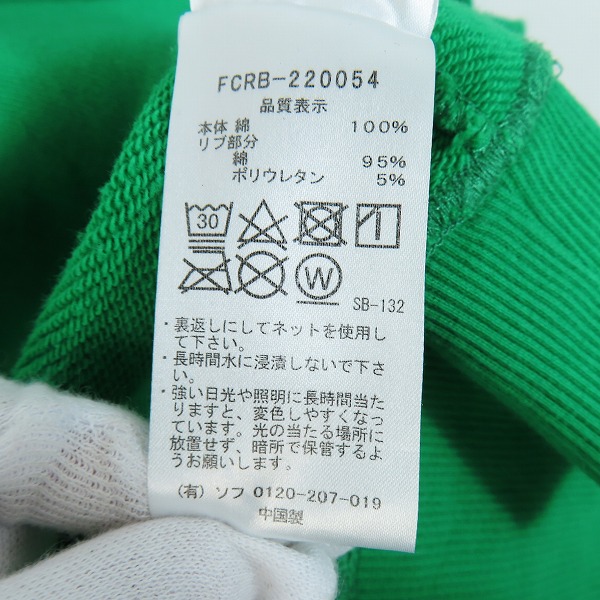 FCRB-220054
品質表示
本体 綿 100%
リブ部分
綿 95%
ポリウレタン 5%
30
W
SB-132
・裏返しにしてネットを使用し
て下さい。
・長時間水に浸漬しないで下さ
い。
・強い日光や照明に長時間当た
りますと、変色しやすくなっ
ています。光の当たる場所に
放置せず、暗所で保管するよ
うお願いします。
(有) ソフ 0120-207-019
中国製